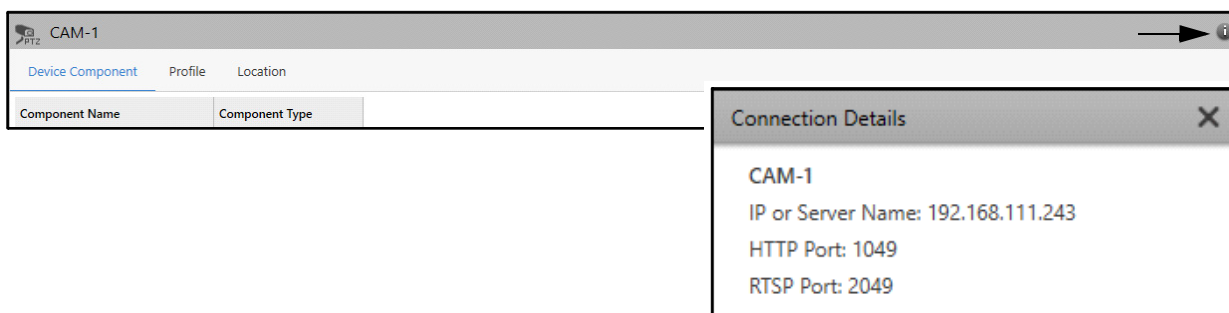 PTZ CAM-1
i
Device Component Profile Location
Component Name Component Type
Connection Details
CAM-1
IP or Server Name: 192.168.111.243
HTTP Port: 1049
RTSP Port: 2049